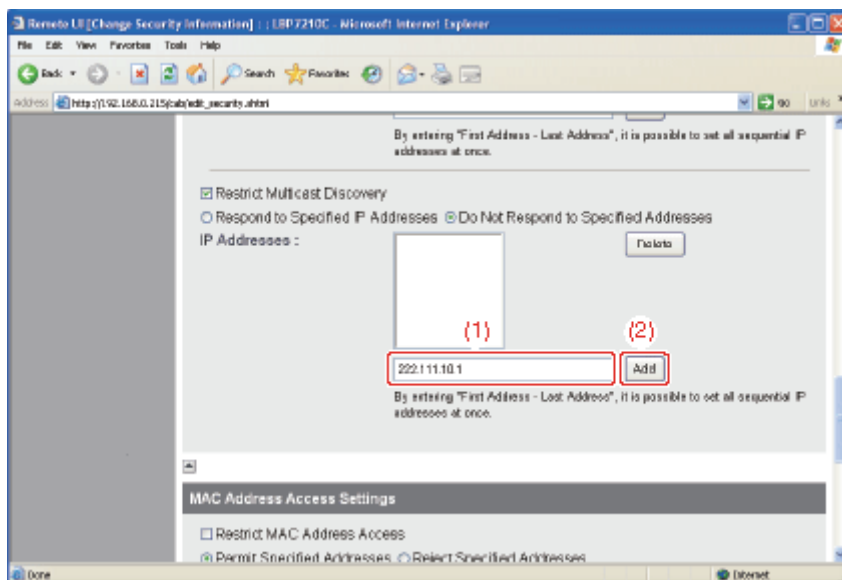 Remote UI [Change Security Information] : : LBP7210C - Microsoft Internet Explorer
File Edit View Favorites Tools Help
Back Search Favorites
Address http://192.168.0.215/cab/edit_security.shtml Go Links
By entering "First Address - Last Address", it is possible to set all sequential IP
addresses at once.
Restrict Multicast Discovery
Respond to Specified IP Addresses Do Not Respond to Specified Addresses
IP Addresses :
Delete
(1) (2)
222.111.10.1 Add
By entering "First Address - Last Address", it is possible to set all sequential IP
addresses at once.
MAC Address Access Settings
Restrict MAC Address Access
Permit Specified Addresses Reject Specified Addresses
Done Internet